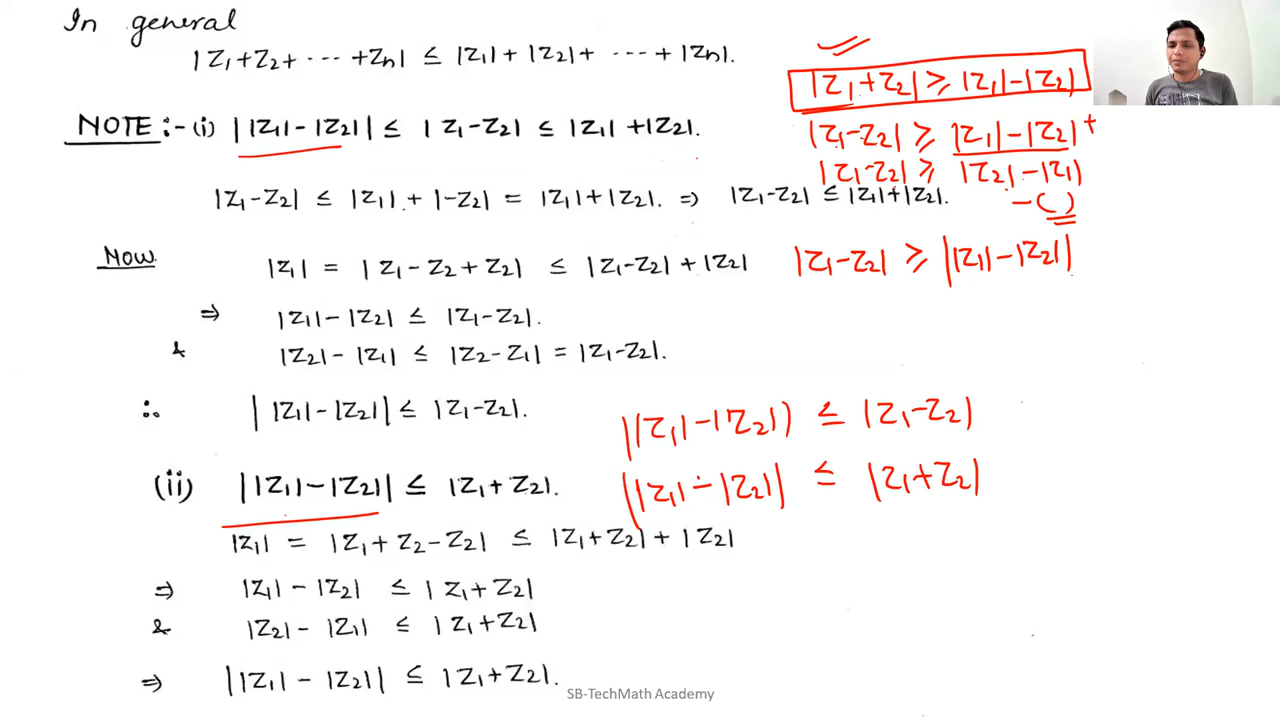 In general
|Z₁+Z₂+ ··· +Zn| ≤ |Z₁|+|Z₂|+ ··· +|Zn|.
|Z₁+Z₂| ≥ |Z₁|-|Z₂|
NOTE :- (i) ||Z₁|-|Z₂|| ≤ |Z₁-Z₂| ≤ |Z₁|+|Z₂|.
|Z₁-Z₂| ≥ |Z₁|-|Z₂| +
|Z₁-Z₂| ≥ |Z₂|-|Z₁|
|Z₁-Z₂| ≤ |Z₁|+|-Z₂| = |Z₁|+|Z₂|. ⇒ |Z₁-Z₂| ≤ |Z₁|+|Z₂|.
-( )
Now |Z₁| = |Z₁-Z₂+Z₂| ≤ |Z₁-Z₂|+|Z₂|
|Z₁-Z₂| ≥ ||Z₁|-|Z₂||
⇒ |Z₁|-|Z₂| ≤ |Z₁-Z₂|.
& |Z₂|-|Z₁| ≤ |Z₂-Z₁| = |Z₁-Z₂|.
∴ ||Z₁|-|Z₂|| ≤ |Z₁-Z₂|.
||Z₁|-|Z₂|) ≤ |Z₁-Z₂|
(ii) ||Z₁|-|Z₂|| ≤ |Z₁+Z₂|.
||Z₁|-|Z₂|| ≤ |Z₁+Z₂|
|Z₁| = |Z₁+Z₂-Z₂| ≤ |Z₁+Z₂|+|Z₂|
⇒ |Z₁|-|Z₂| ≤ |Z₁+Z₂|
& |Z₂|-|Z₁| ≤ |Z₁+Z₂|
⇒ ||Z₁|-|Z₂|| ≤ |Z₁+Z₂|.
SB-TechMath Academy